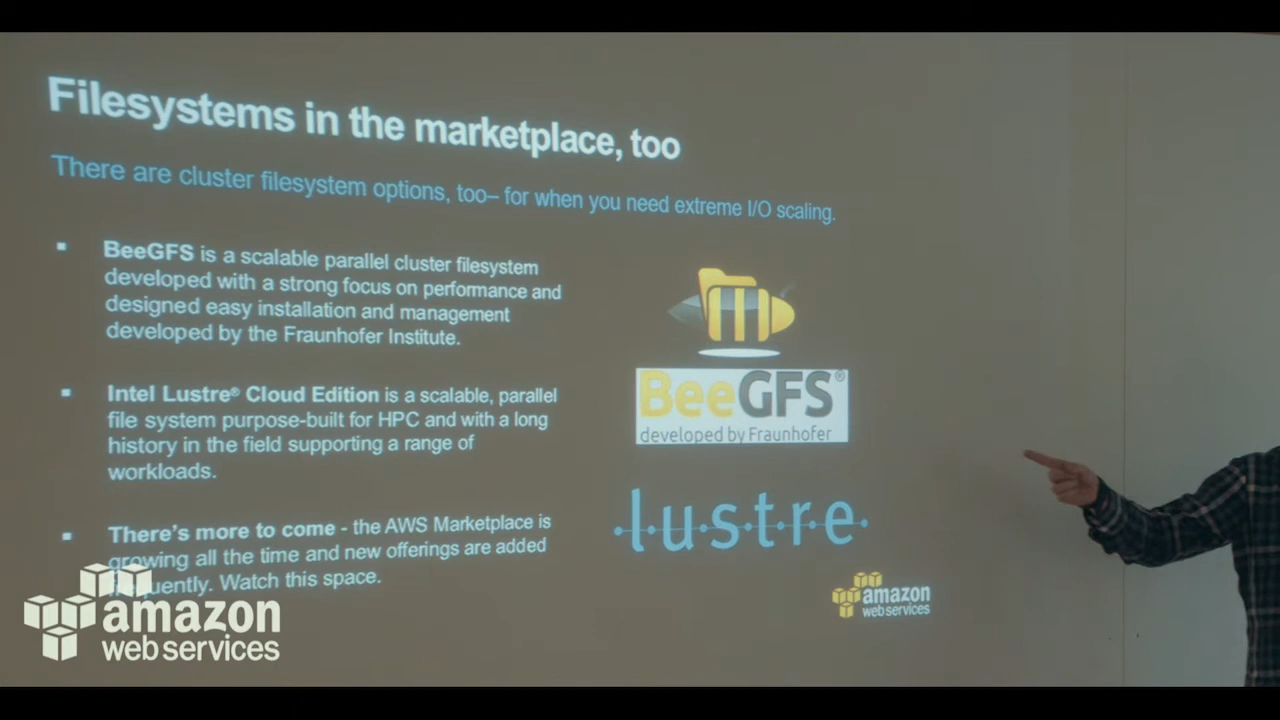 Filesystems in the marketplace, too
There are cluster filesystem options, too– for when you need extreme I/O scaling.
▪ BeeGFS is a scalable parallel cluster filesystem
developed with a strong focus on performance and
designed easy installation and management
developed by the Fraunhofer Institute.
▪ Intel Lustre® Cloud Edition is a scalable, parallel
file system purpose-built for HPC and with a long
history in the field supporting a range of
workloads.
▪ There's more to come - the AWS Marketplace is
growing all the time and new offerings are added
frequently. Watch this space.
BeeGFS®
developed by Fraunhofer
lustre
amazon
web services
amazon
web services